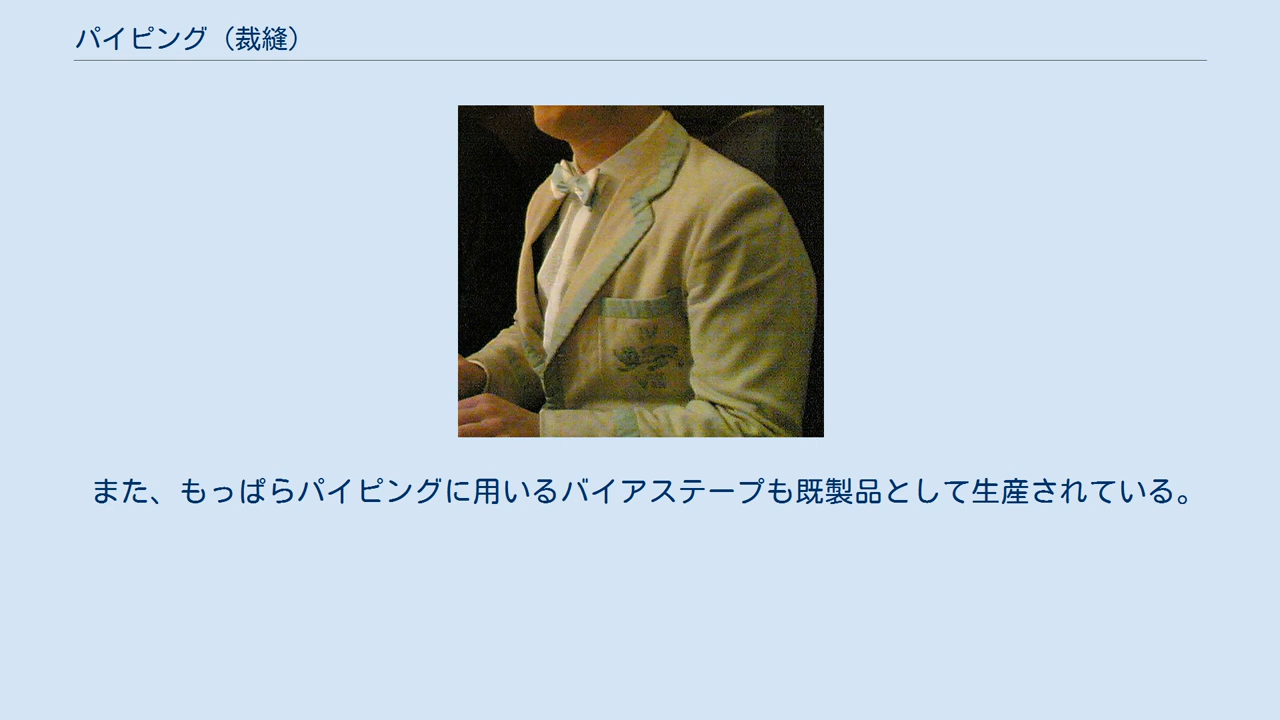 パイピング（裁縫）
また、もっぱらパイピングに用いるバイアステープも既製品として生産されている。